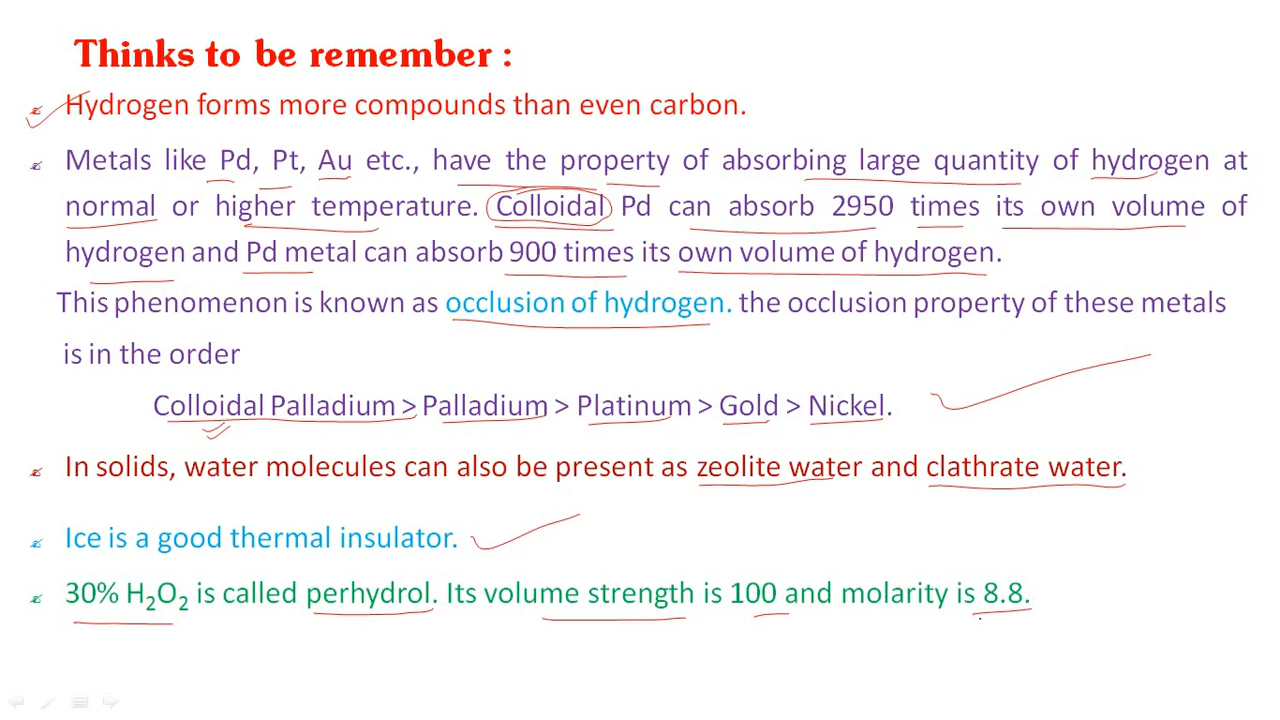 Thinks to be remember :
Hydrogen forms more compounds than even carbon.
Metals like Pd, Pt, Au etc., have the property of absorbing large quantity of hydrogen at
normal or higher temperature. Colloidal Pd can absorb 2950 times its own volume of
hydrogen and Pd metal can absorb 900 times its own volume of hydrogen.
This phenomenon is known as occlusion of hydrogen. the occlusion property of these metals
is in the order
Colloidal Palladium > Palladium > Platinum > Gold > Nickel.
In solids, water molecules can also be present as zeolite water and clathrate water.
Ice is a good thermal insulator.
30% H₂O₂ is called perhydrol. Its volume strength is 100 and molarity is 8.8.